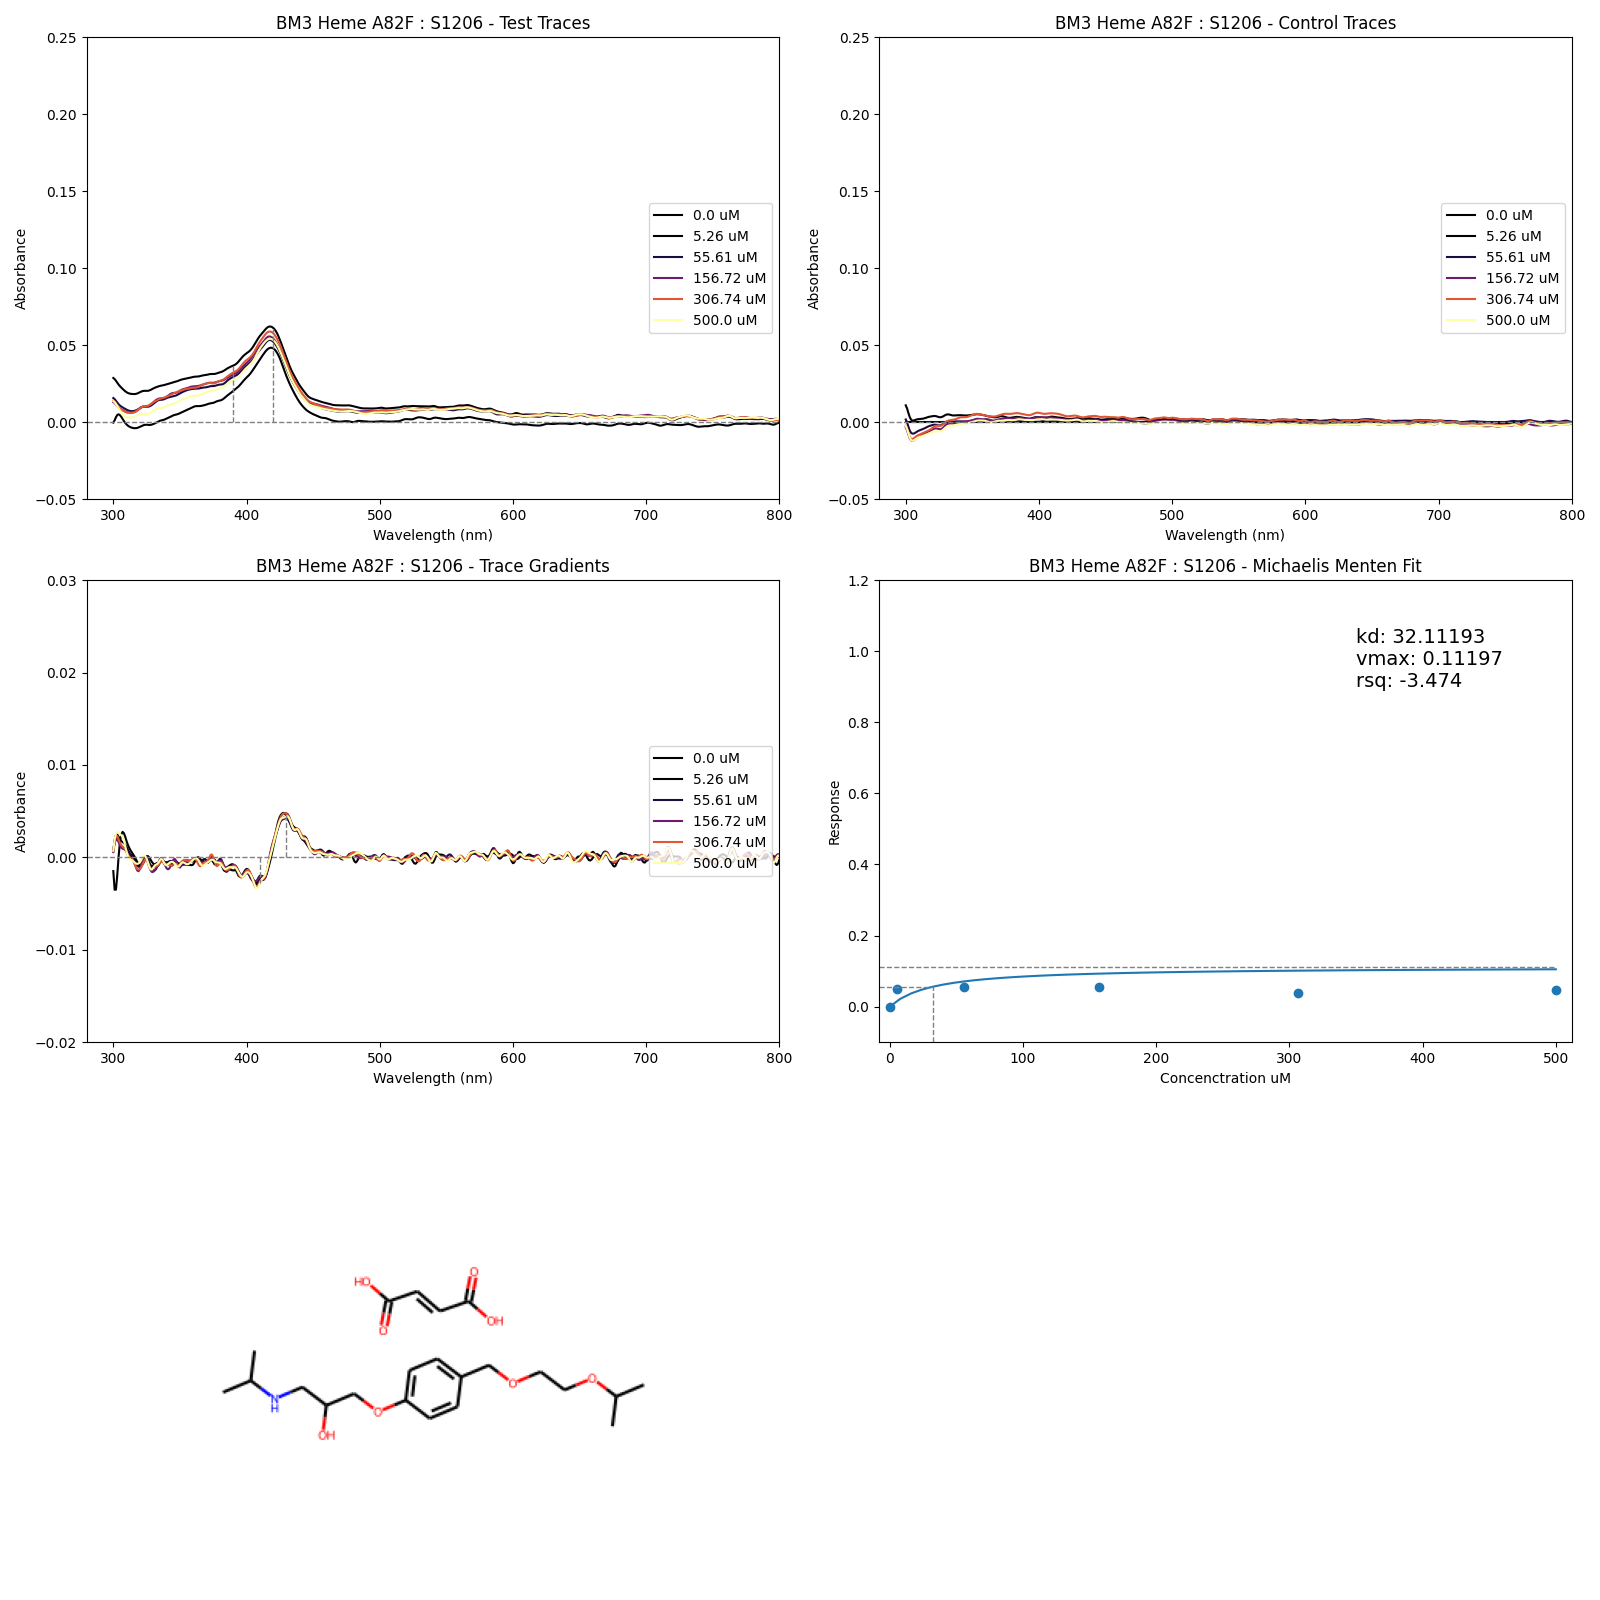 BM3 Heme A82F : S1206 - Test Traces
0.25
0.20
0.15
0.10
0.05
0.00
−0.05
Absorbance
300 400 500 600 700 800
Wavelength (nm)
0.0 uM
5.26 uM
55.61 uM
156.72 uM
306.74 uM
500.0 uM
BM3 Heme A82F : S1206 - Control Traces
0.25
0.20
0.15
0.10
0.05
0.00
−0.05
Absorbance
300 400 500 600 700 800
Wavelength (nm)
0.0 uM
5.26 uM
55.61 uM
156.72 uM
306.74 uM
500.0 uM
BM3 Heme A82F : S1206 - Trace Gradients
0.03
0.02
0.01
0.00
−0.01
−0.02
Absorbance
300 400 500 600 700 800
Wavelength (nm)
0.0 uM
5.26 uM
55.61 uM
156.72 uM
306.74 uM
500.0 uM
BM3 Heme A82F : S1206 - Michaelis Menten Fit
1.2
1.0
0.8
0.6
0.4
0.2
0.0
Response
0 100 200 300 400 500
Concenctration uM
kd: 32.11193
vmax: 0.11197
rsq: -3.474
HO
O
O
OH
N
H
OH
O
O
O